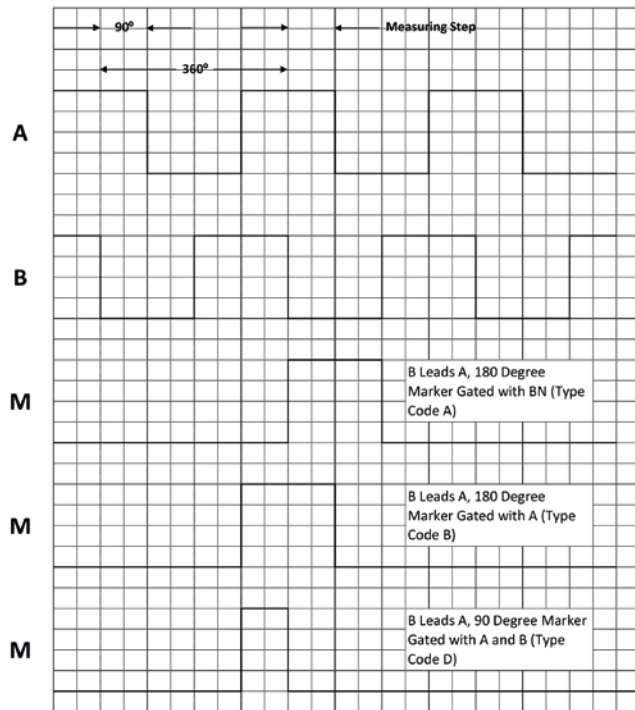 90°
Measuring Step
360°
A
B
M
B Leads A, 180 Degree
Marker Gated with BN (Type
Code A)
M
B Leads A, 180 Degree
Marker Gated with A (Type
Code B)
M
B Leads A, 90 Degree Marker
Gated with A and B (Type
Code D)